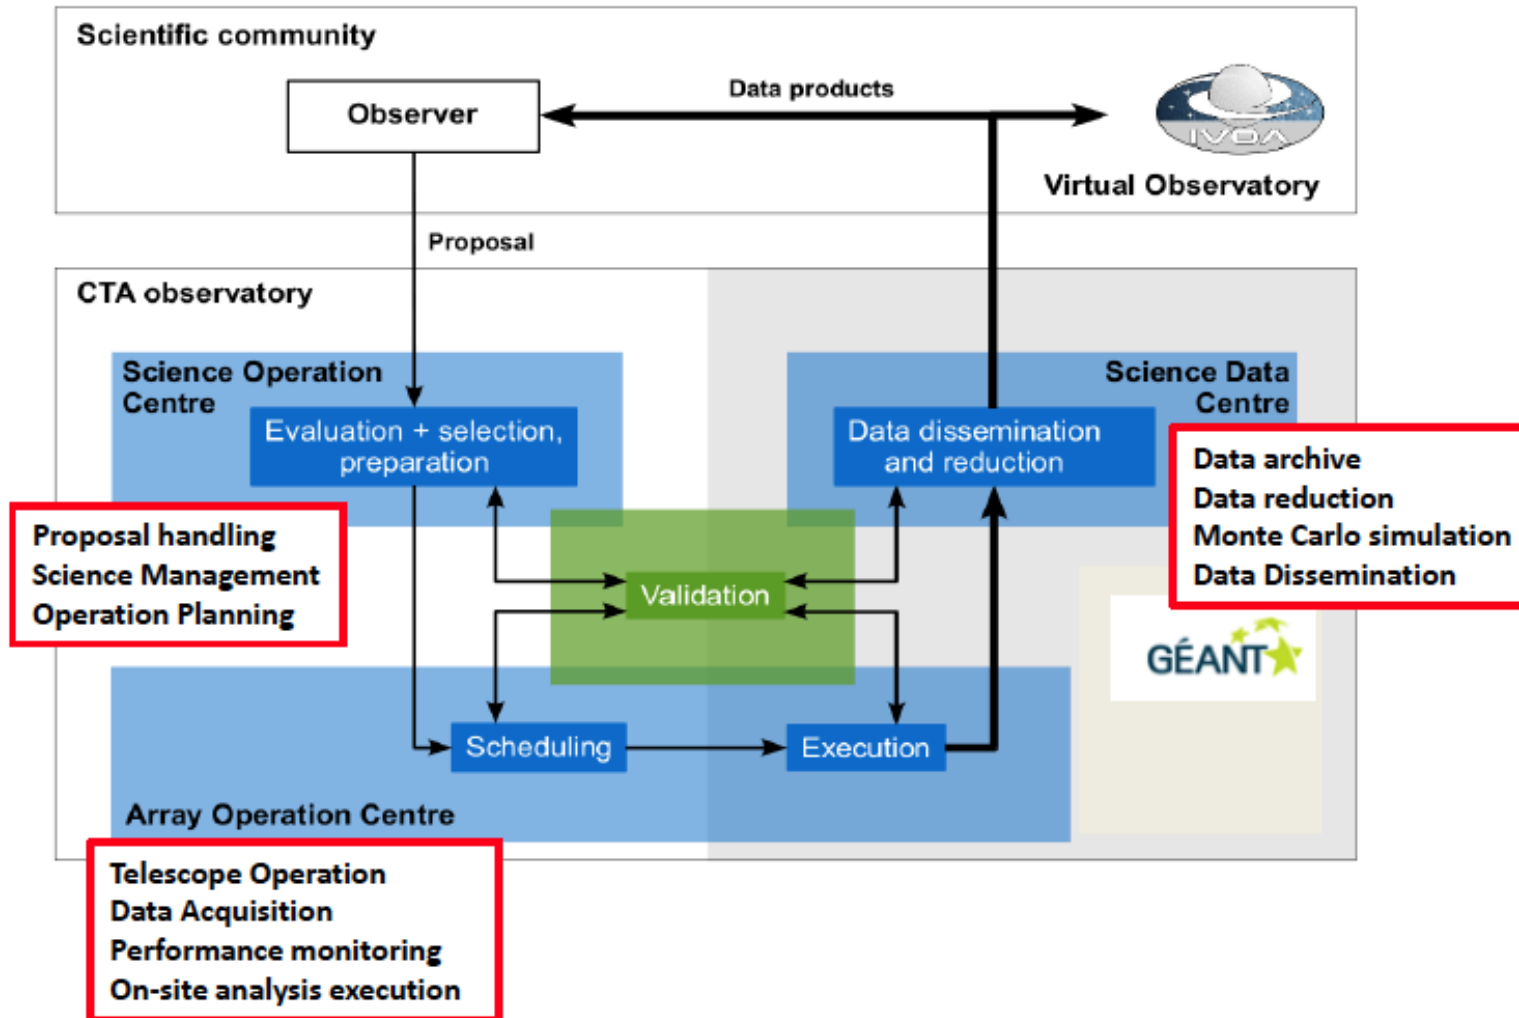 Scientific community
Observer
Data products
IVOA
Virtual Observatory
Proposal
CTA observatory
Science Operation
Centre
Evaluation + selection,
preparation
Science Data
Centre
Data dissemination
and reduction
Proposal handling
Science Management
Operation Planning
Data archive
Data reduction
Monte Carlo simulation
Data Dissemination
Validation
GÉANT
Scheduling
Execution
Array Operation Centre
Telescope Operation
Data Acquisition
Performance monitoring
On-site analysis execution